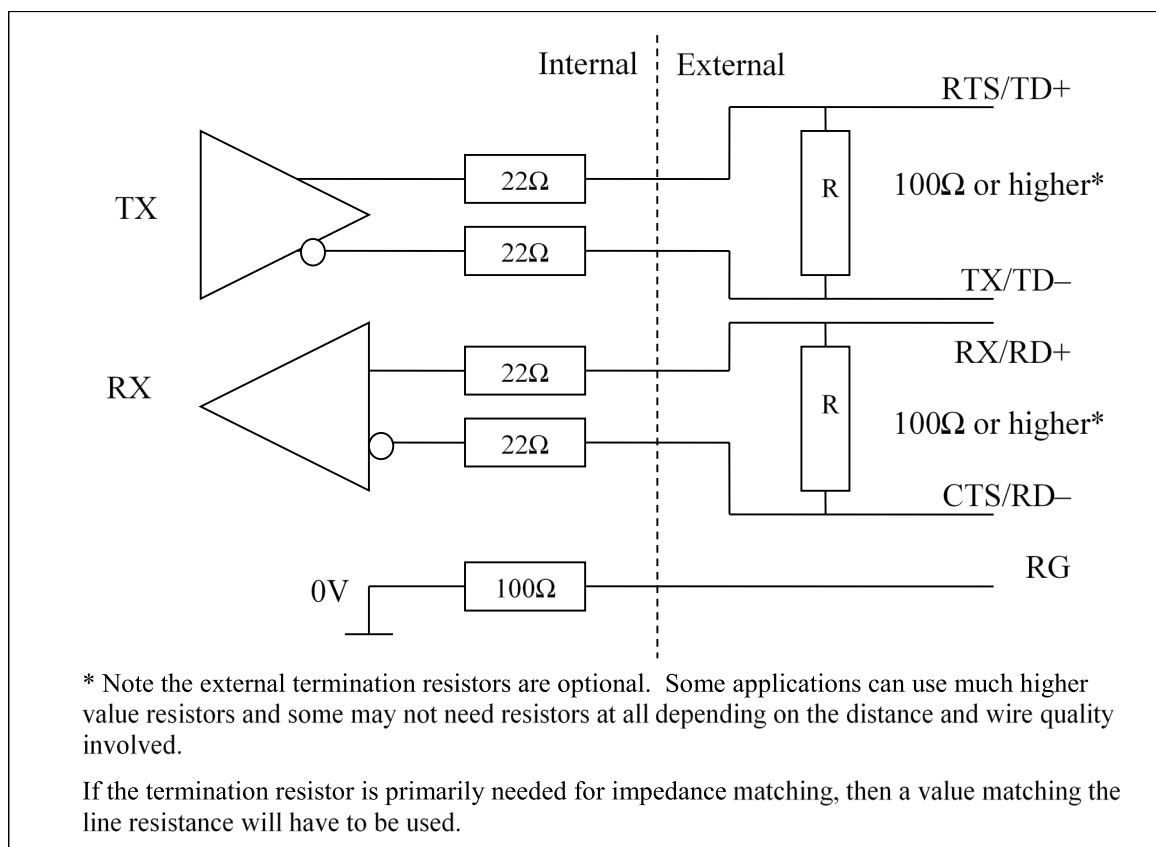 Internal
External
RTS/TD+
22Ω
R
100Ω or higher*
TX
22Ω
TX/TD–
RX/RD+
22Ω
RX
R
100Ω or higher*
22Ω
CTS/RD–
RG
0V
100Ω
* Note the external termination resistors are optional.  Some applications can use much higher
value resistors and some may not need resistors at all depending on the distance and wire quality
involved.
If the termination resistor is primarily needed for impedance matching, then a value matching the
line resistance will have to be used.